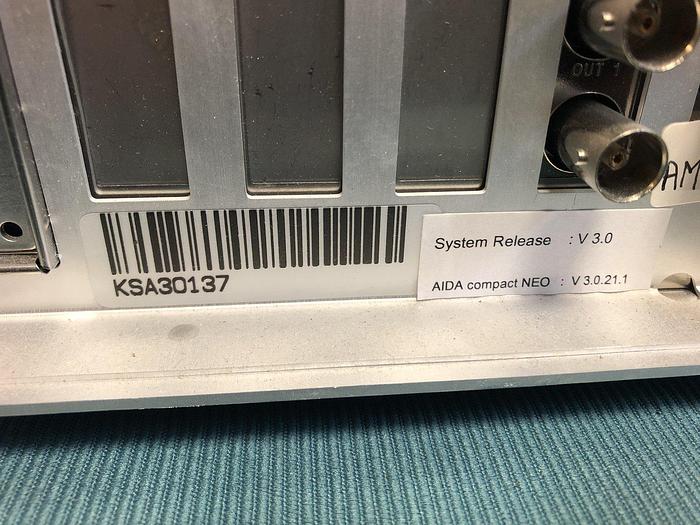 OUT 1
AM
KSA30137
System Release : V 3.0
AIDA compact NEO : V 3.0.21.1